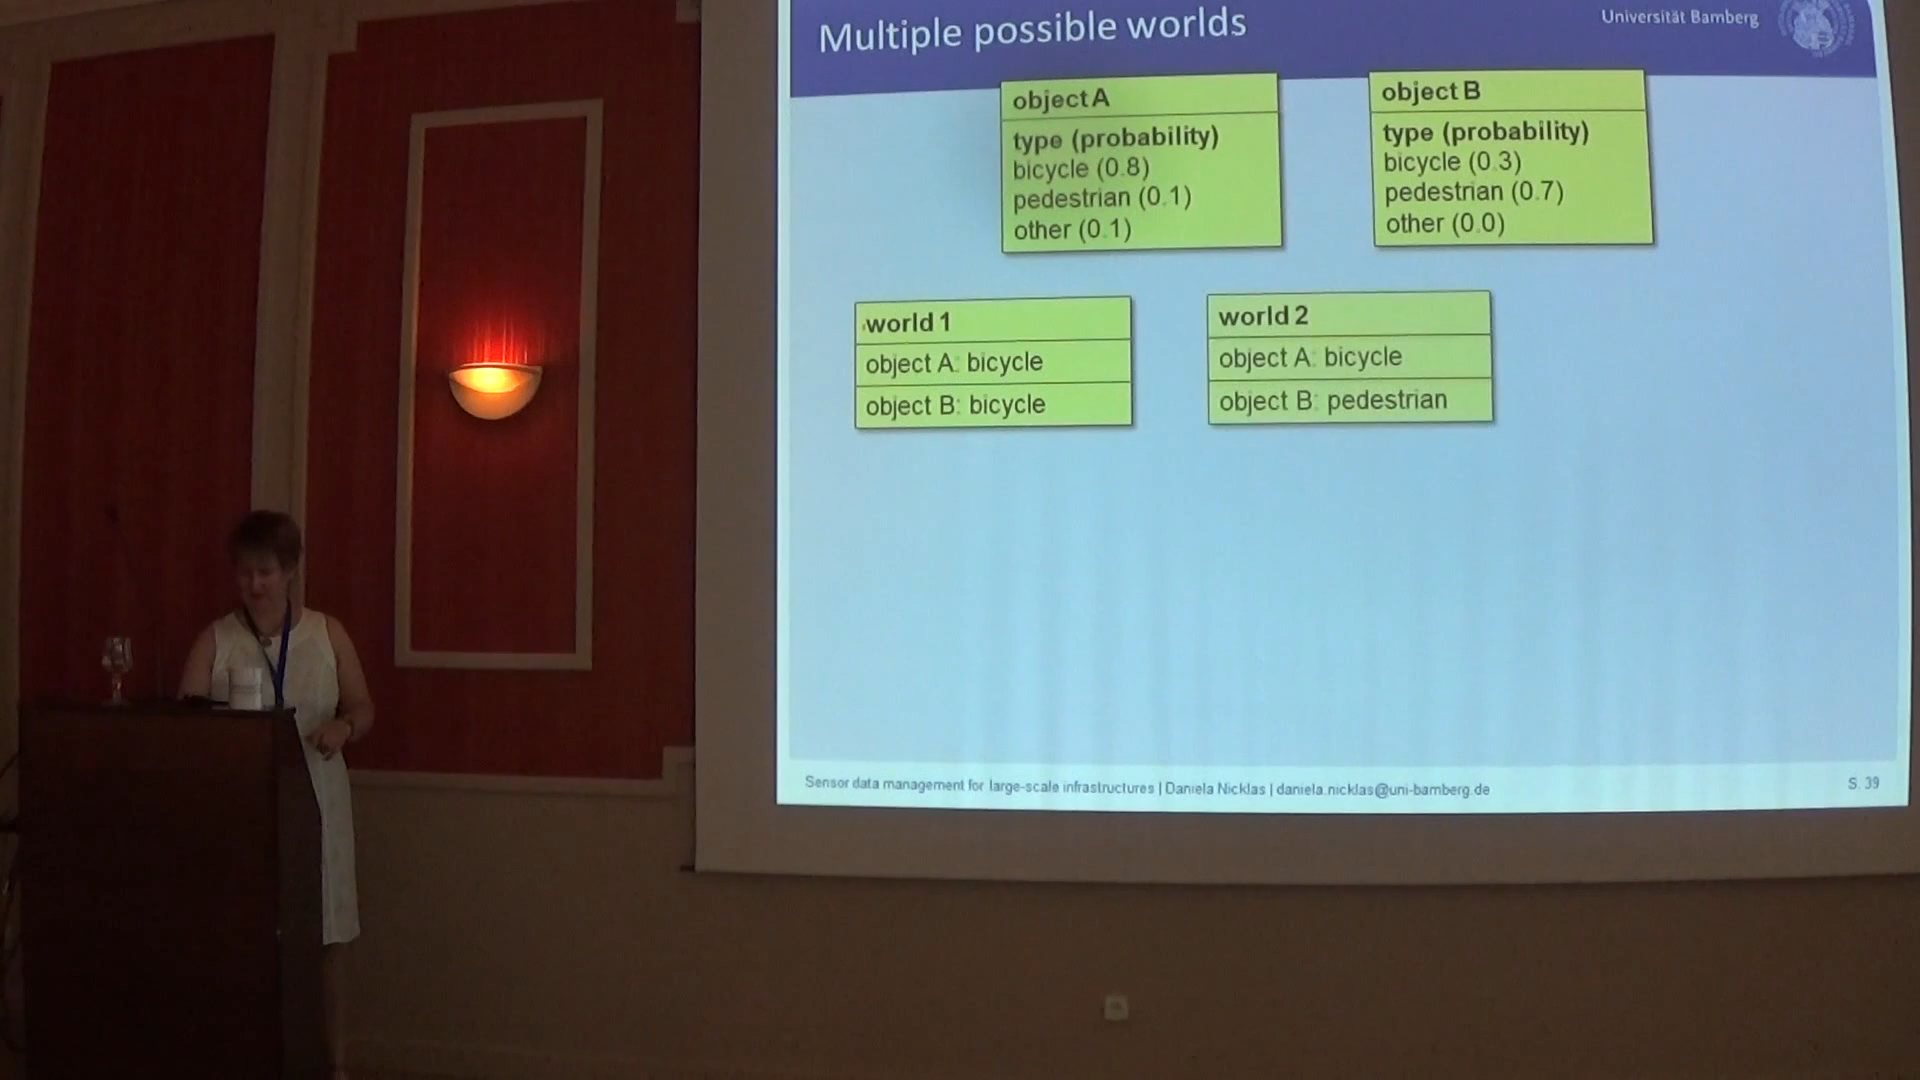 Multiple possible worlds
Universität Bamberg
object A
type (probability)
bicycle (0.8)
pedestrian (0.1)
other (0.1)
object B
type (probability)
bicycle (0.3)
pedestrian (0.7)
other (0.0)
world 1
object A: bicycle
object B: bicycle
world 2
object A: bicycle
object B: pedestrian
Sensor data management for large-scale infrastructures | Daniela Nicklas | daniela.nicklas@uni-bamberg.de
S. 39